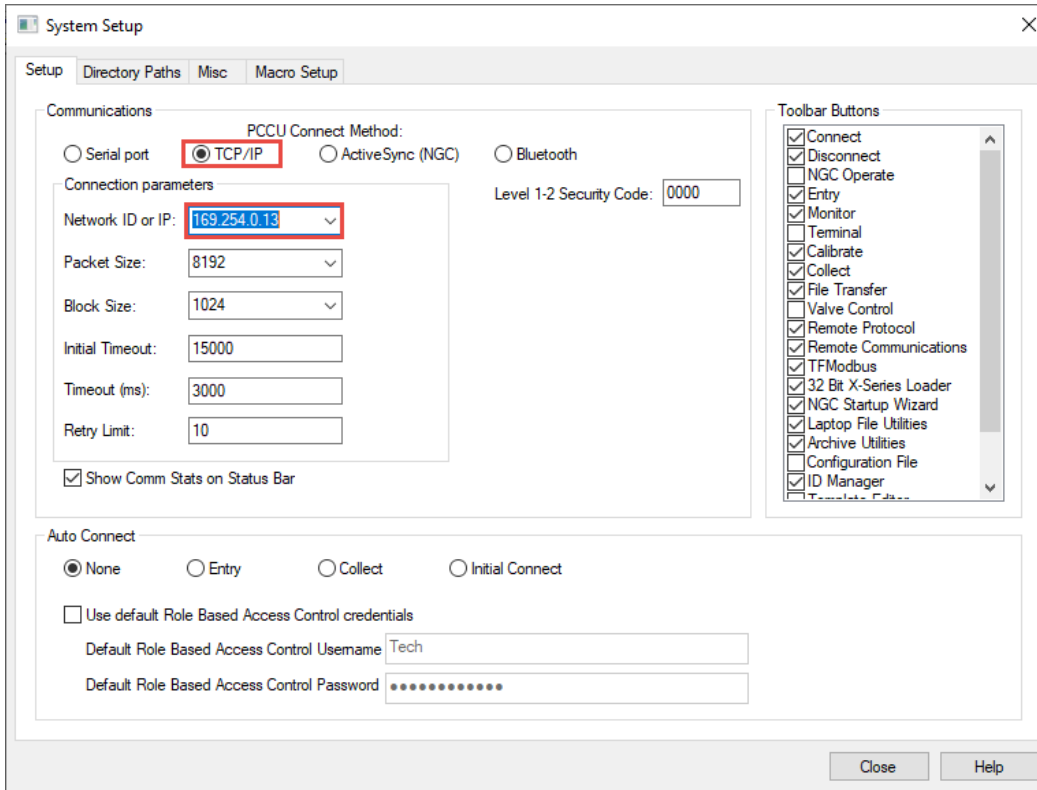 System Setup
Setup
Directory Paths
Misc
Macro Setup
Communications
PCCU Connect Method:
Serial port
TCP/IP
ActiveSync (NGC)
Bluetooth
Connection parameters
Network ID or IP: 169.254.0.13
Packet Size: 8192
Block Size: 1024
Initial Timeout: 15000
Timeout (ms): 3000
Retry Limit: 10
Show Comm Stats on Status Bar
Level 1-2 Security Code: 0000
Toolbar Buttons
Connect
Disconnect
NGC Operate
Entry
Monitor
Terminal
Calibrate
Collect
File Transfer
Valve Control
Remote Protocol
Remote Communications
TFModbus
32 Bit X-Series Loader
NGC Startup Wizard
Laptop File Utilities
Archive Utilities
Configuration File
ID Manager
Template Editor
Auto Connect
None
Entry
Collect
Initial Connect
Use default Role Based Access Control credentials
Default Role Based Access Control Username Tech
Default Role Based Access Control Password ●●●●●●●●●●●●
Close
Help